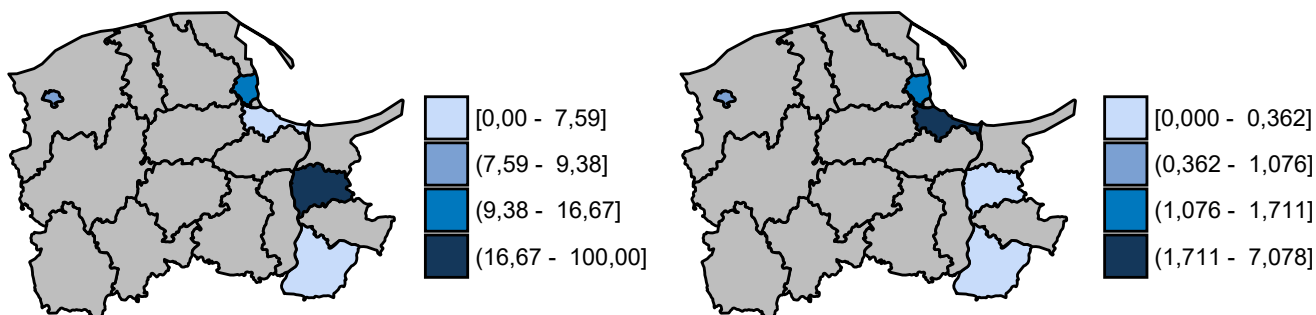 [0,00 - 7,59]
(7,59 - 9,38]
(9,38 - 16,67]
(16,67 - 100,00]
[0,000 - 0,362]
(0,362 - 1,076]
(1,076 - 1,711]
(1,711 - 7,078]